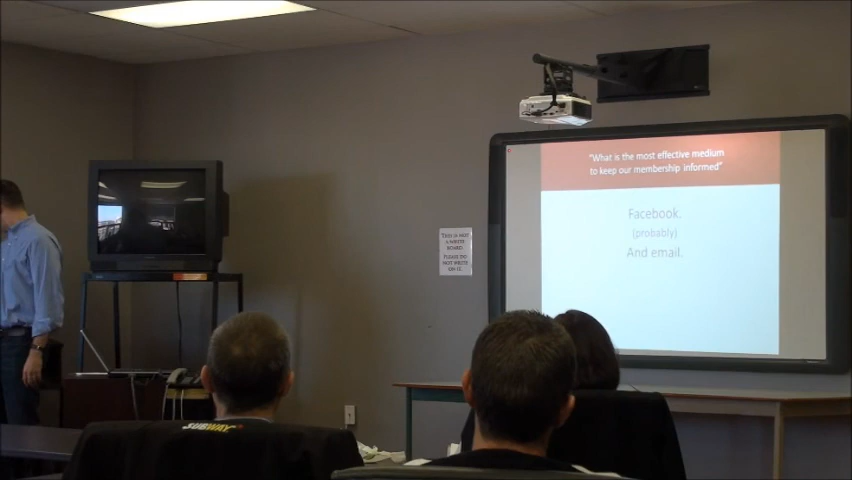 "What is the most effective medium
to keep our membership informed"
Facebook.
(probably)
And email.
THIS IS NOT
A WHITE
BOARD.
PLEASE DO
NOT WRITE
ON IT.
SUBWAY